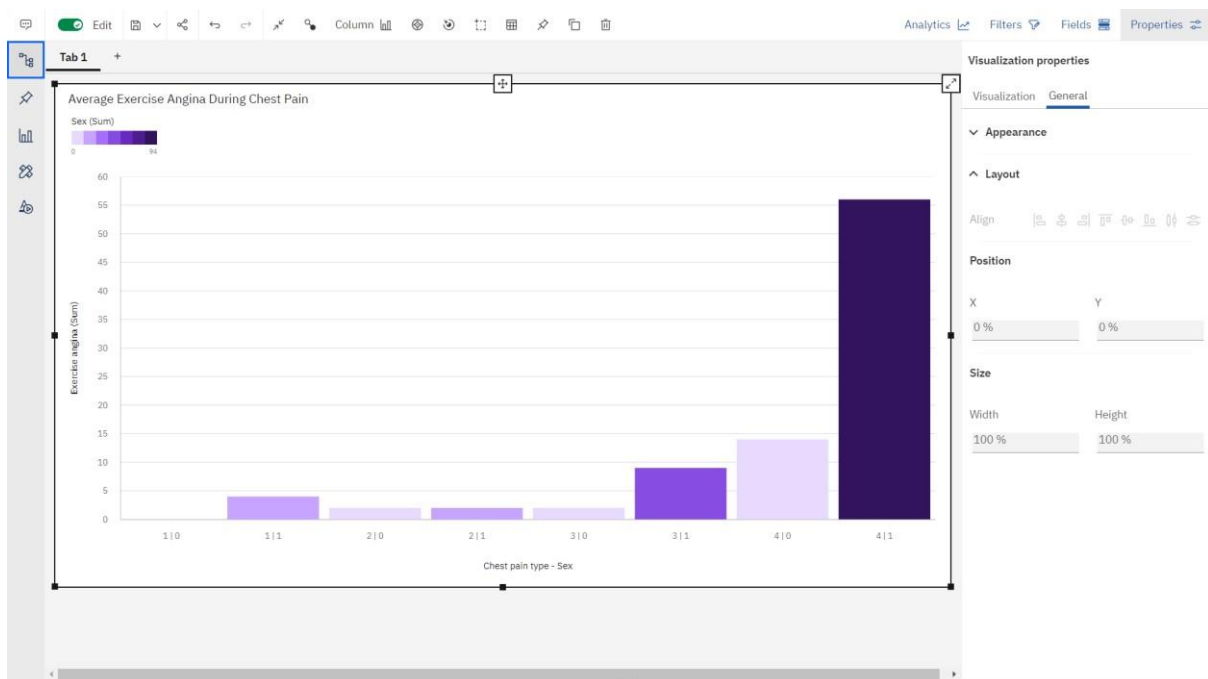 Edit Column Analytics Filters Fields Properties
Tab 1 +
Visualization properties
Visualization General
Appearance
Layout
Align
Position
X Y
0 % 0 %
Size
Width Height
100 % 100 %
Average Exercise Angina During Chest Pain
Sex (Sum)
0 94
60
55
50
45
40
35
30
25
20
15
10
5
0
Exercise angina (Sum)
1|0 1|1 2|0 2|1 3|0 3|1 4|0 4|1
Chest pain type - Sex